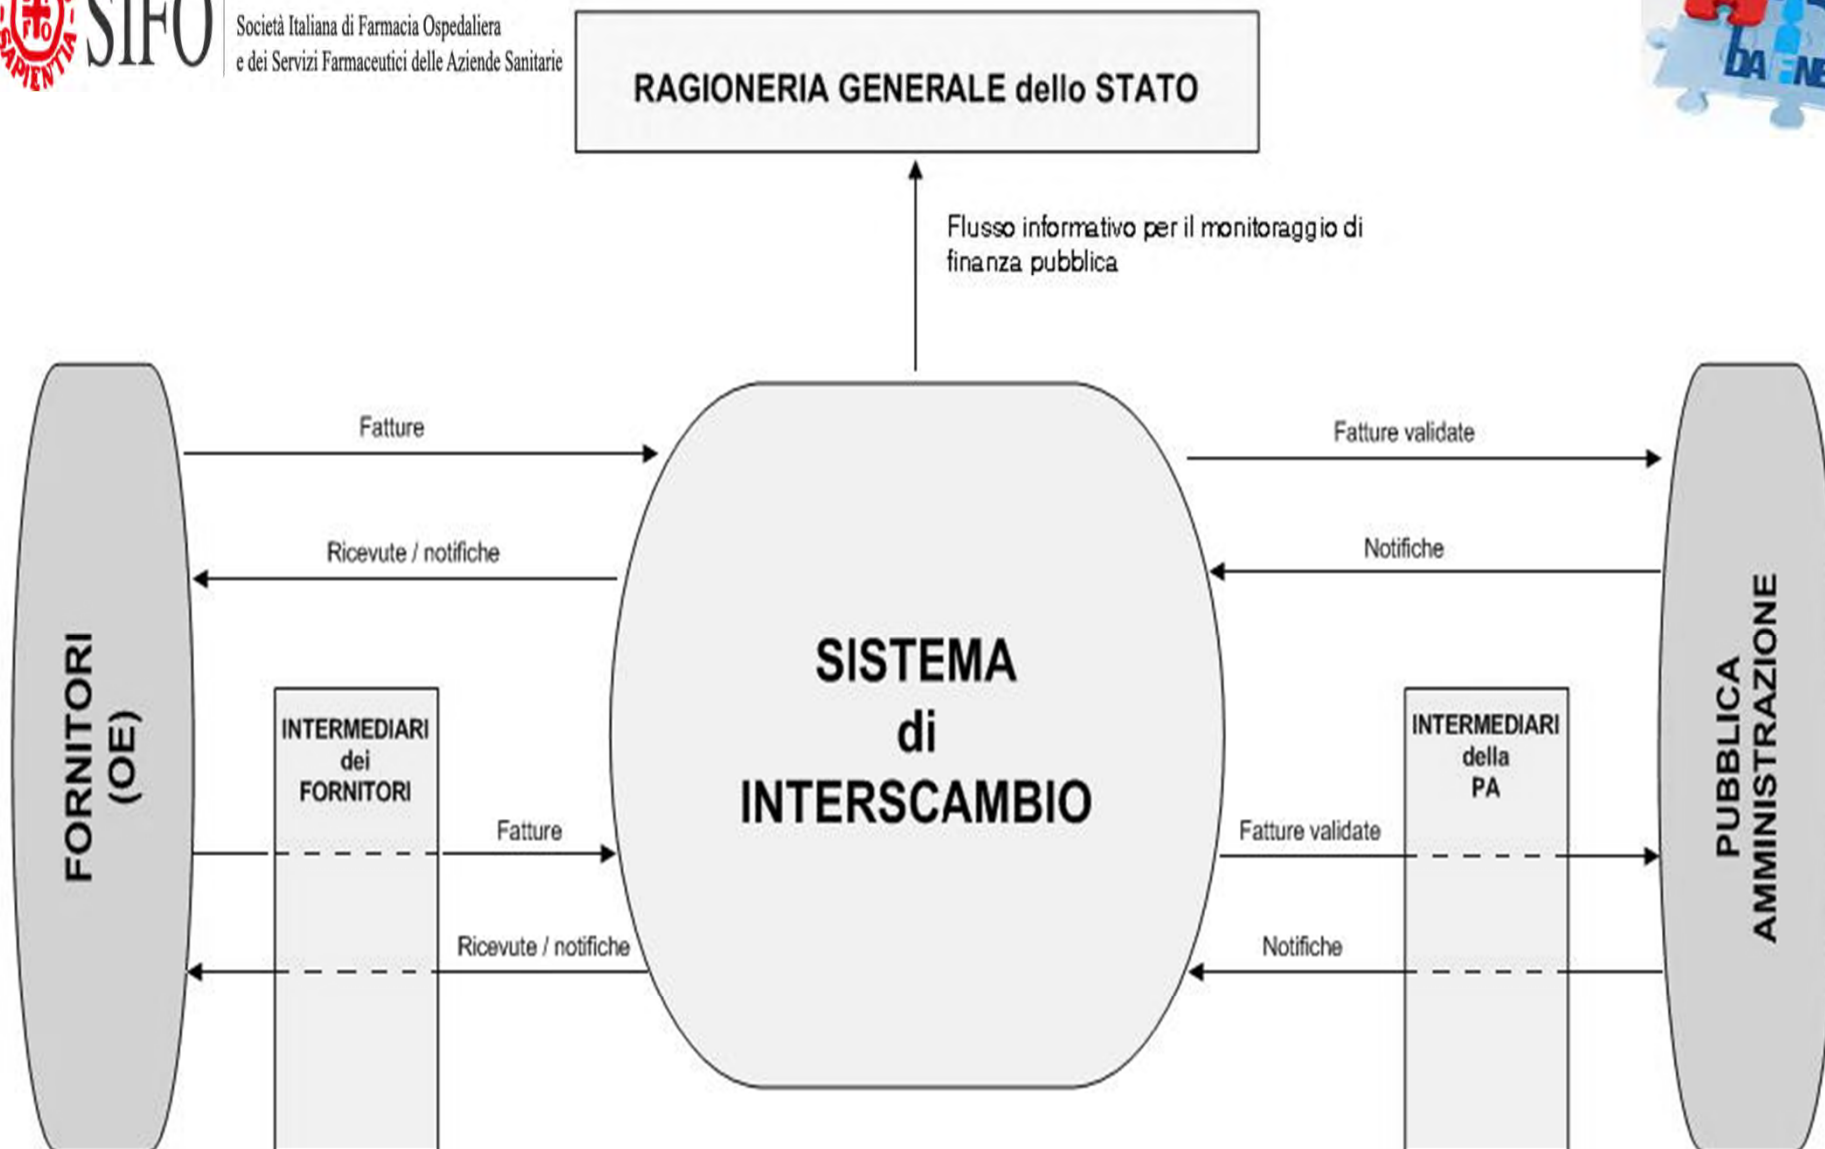 SIFO
Società Italiana di Farmacia Ospedaliera
e dei Servizi Farmaceutici delle Aziende Sanitarie
SAPIENTIA
RAGIONERIA GENERALE dello STATO
Flusso informativo per il monitoraggio di
finanza pubblica
Fatture
Fatture validate
Ricevute / notifiche
Notifiche
FORNITORI
(OE)
INTERMEDIARI
dei
FORNITORI
SISTEMA
di
INTERSCAMBIO
INTERMEDIARI
della
PA
PUBBLICA
AMMINISTRAZIONE
Fatture
Fatture validate
Ricevute / notifiche
Notifiche